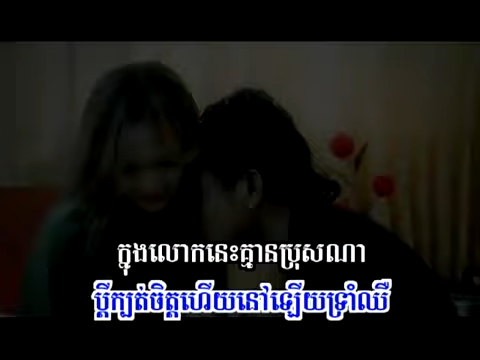 ក្នុងលោកនេះគ្មានប្រុសណា
ប្ដីក្បត់ចិត្តហើយនៅឡើយទ្រាំឈឺ